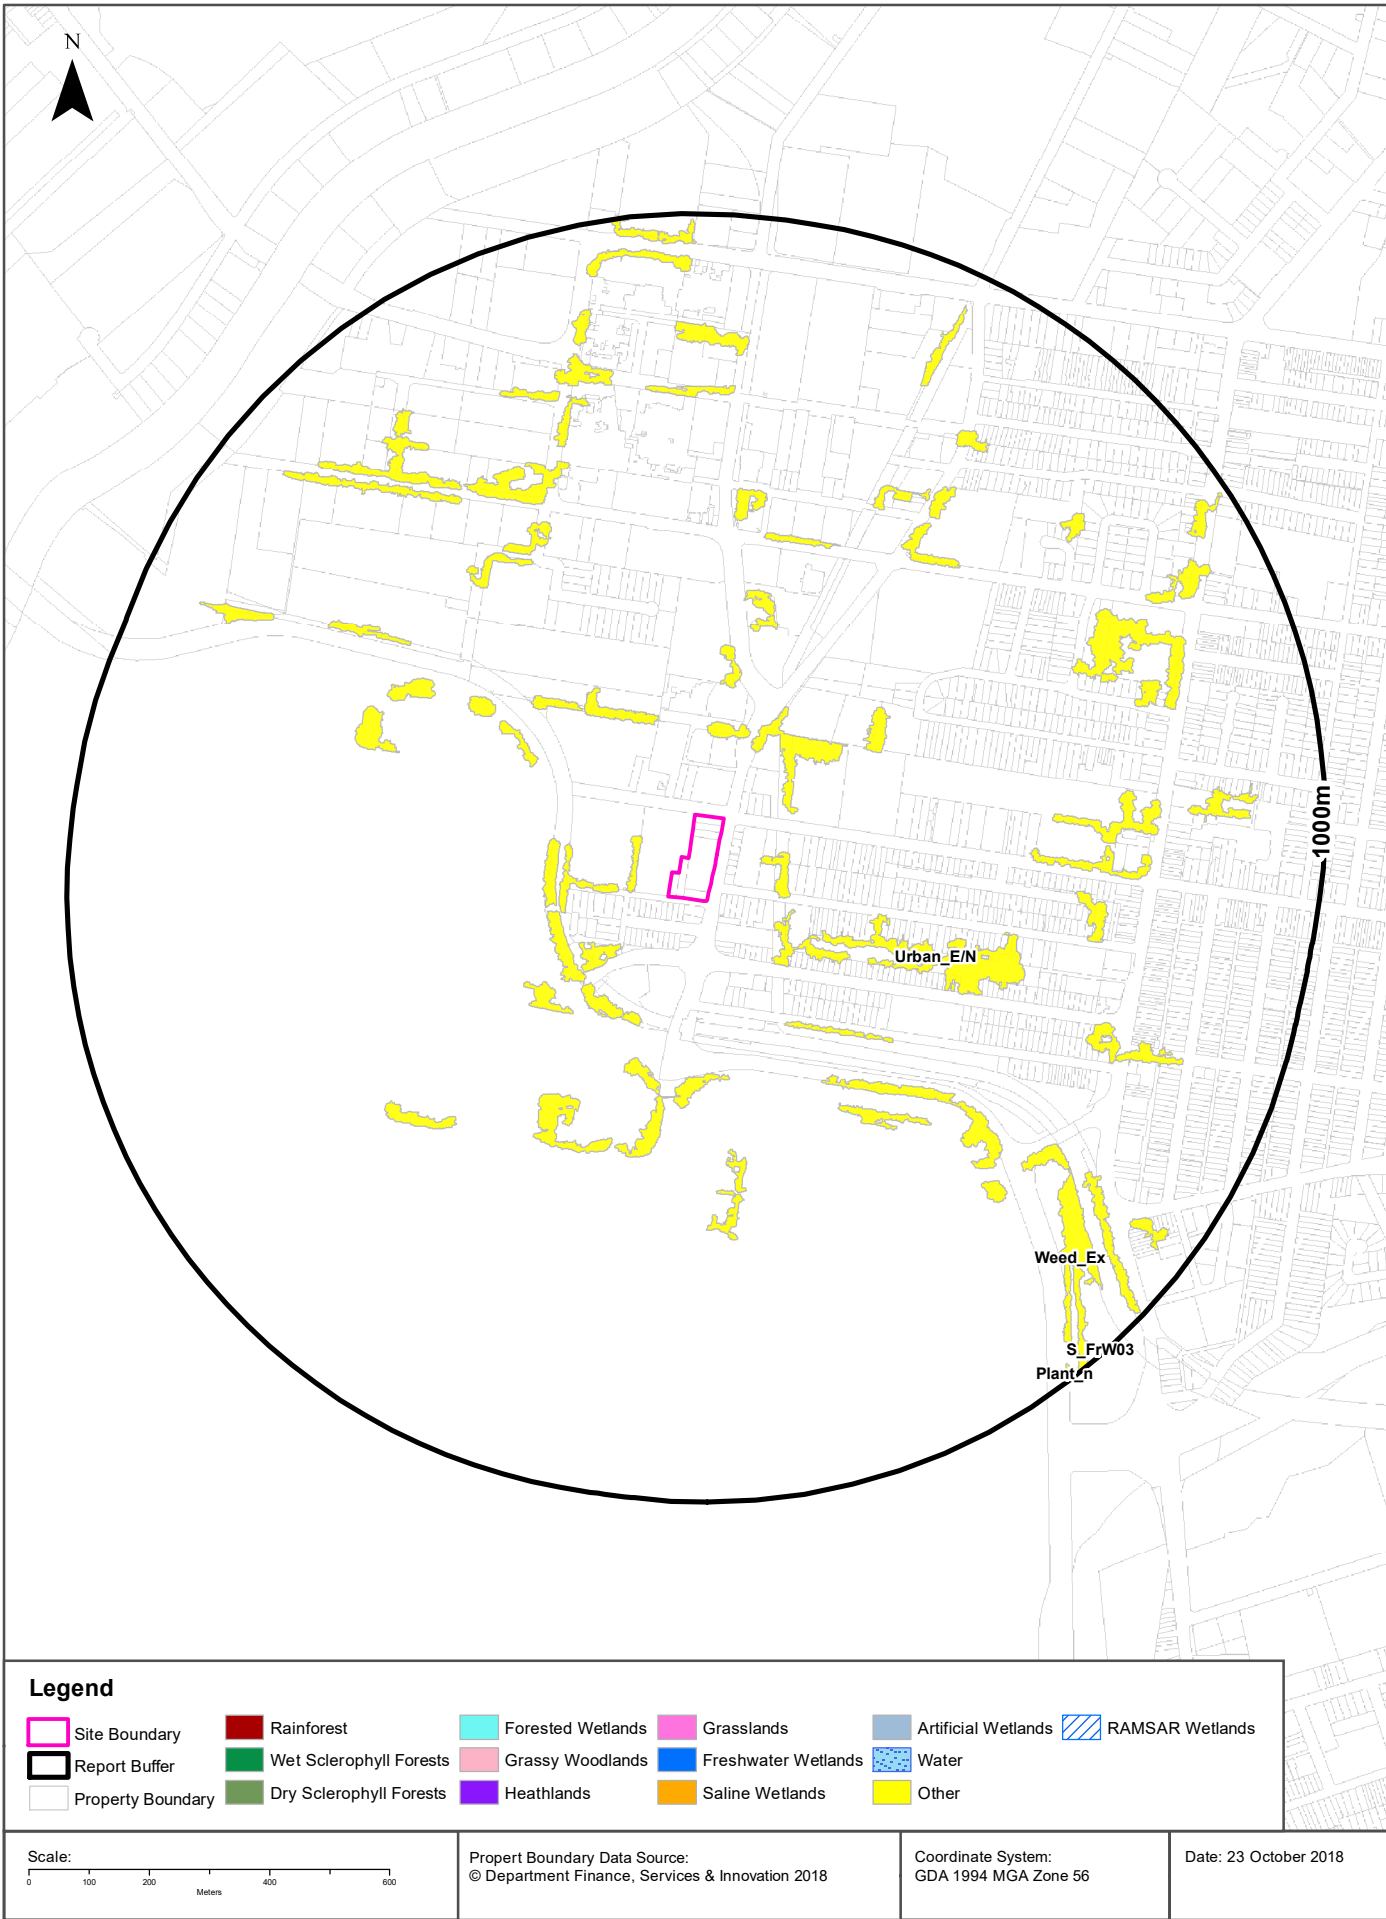 N
1000m
Urban_E/N
Weed_Ex
S_FrW03
Plant_n
Legend
Site Boundary
Report Buffer
Property Boundary
Rainforest
Wet Sclerophyll Forests
Dry Sclerophyll Forests
Forested Wetlands
Grassy Woodlands
Heathlands
Grasslands
Freshwater Wetlands
Saline Wetlands
Artificial Wetlands
Water
Other
RAMSAR Wetlands
Scale:
0 100 200 400 600
Meters
Propert Boundary Data Source:
© Department Finance, Services & Innovation 2018
Coordinate System:
GDA 1994 MGA Zone 56
Date: 23 October 2018